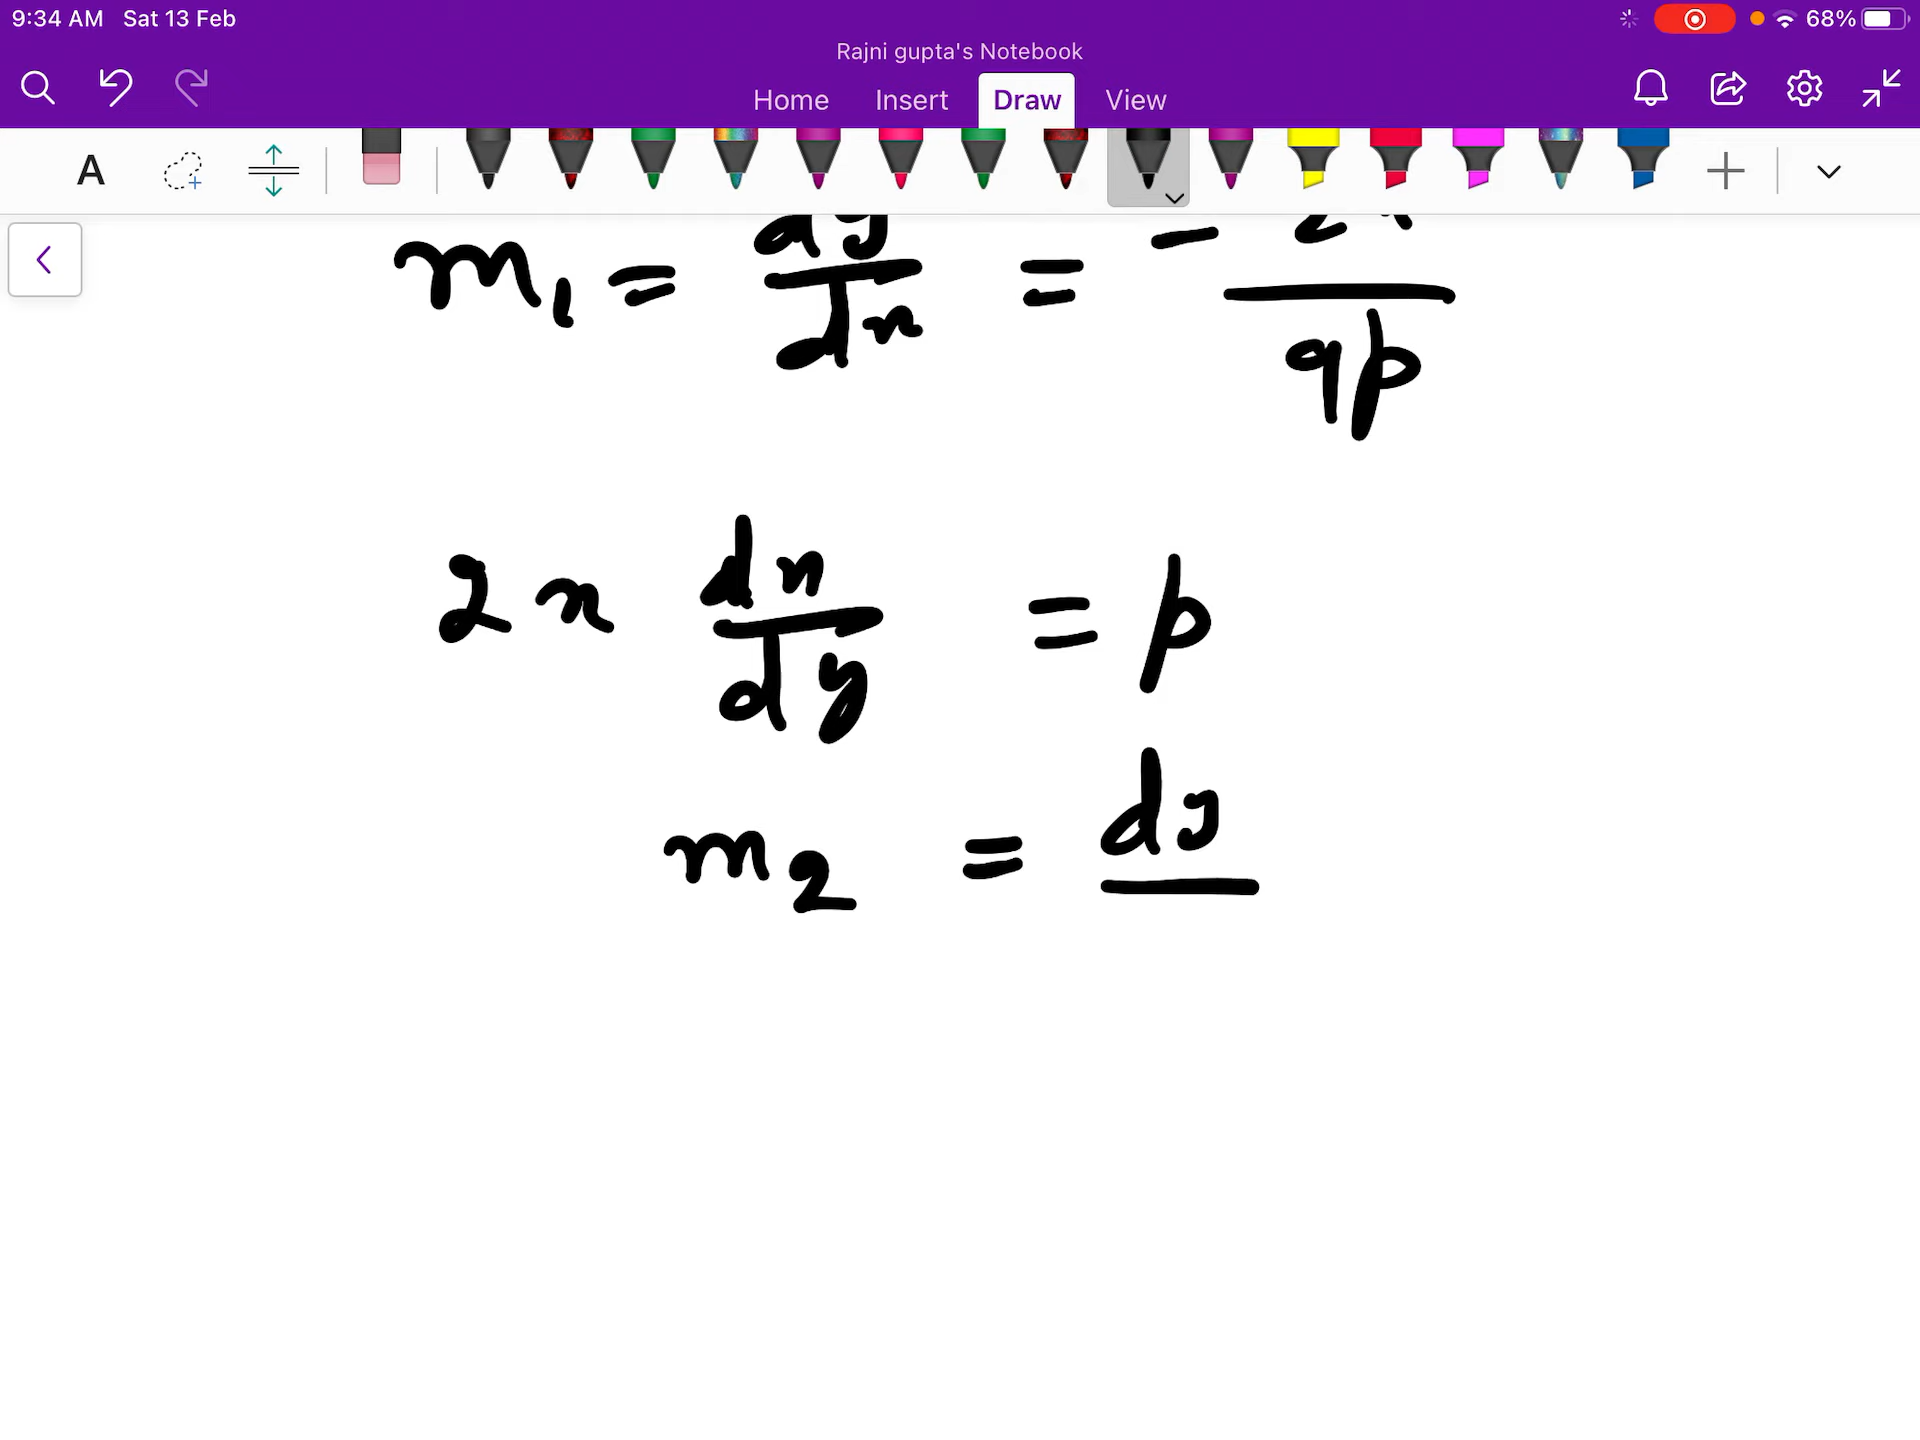 9:34 AM Sat 13 Feb 68%
Rajni gupta's Notebook
Home Insert Draw View
A
m₁ = dy/dx = - 2x/9p
2x dx/dy = p
m₂ = dy